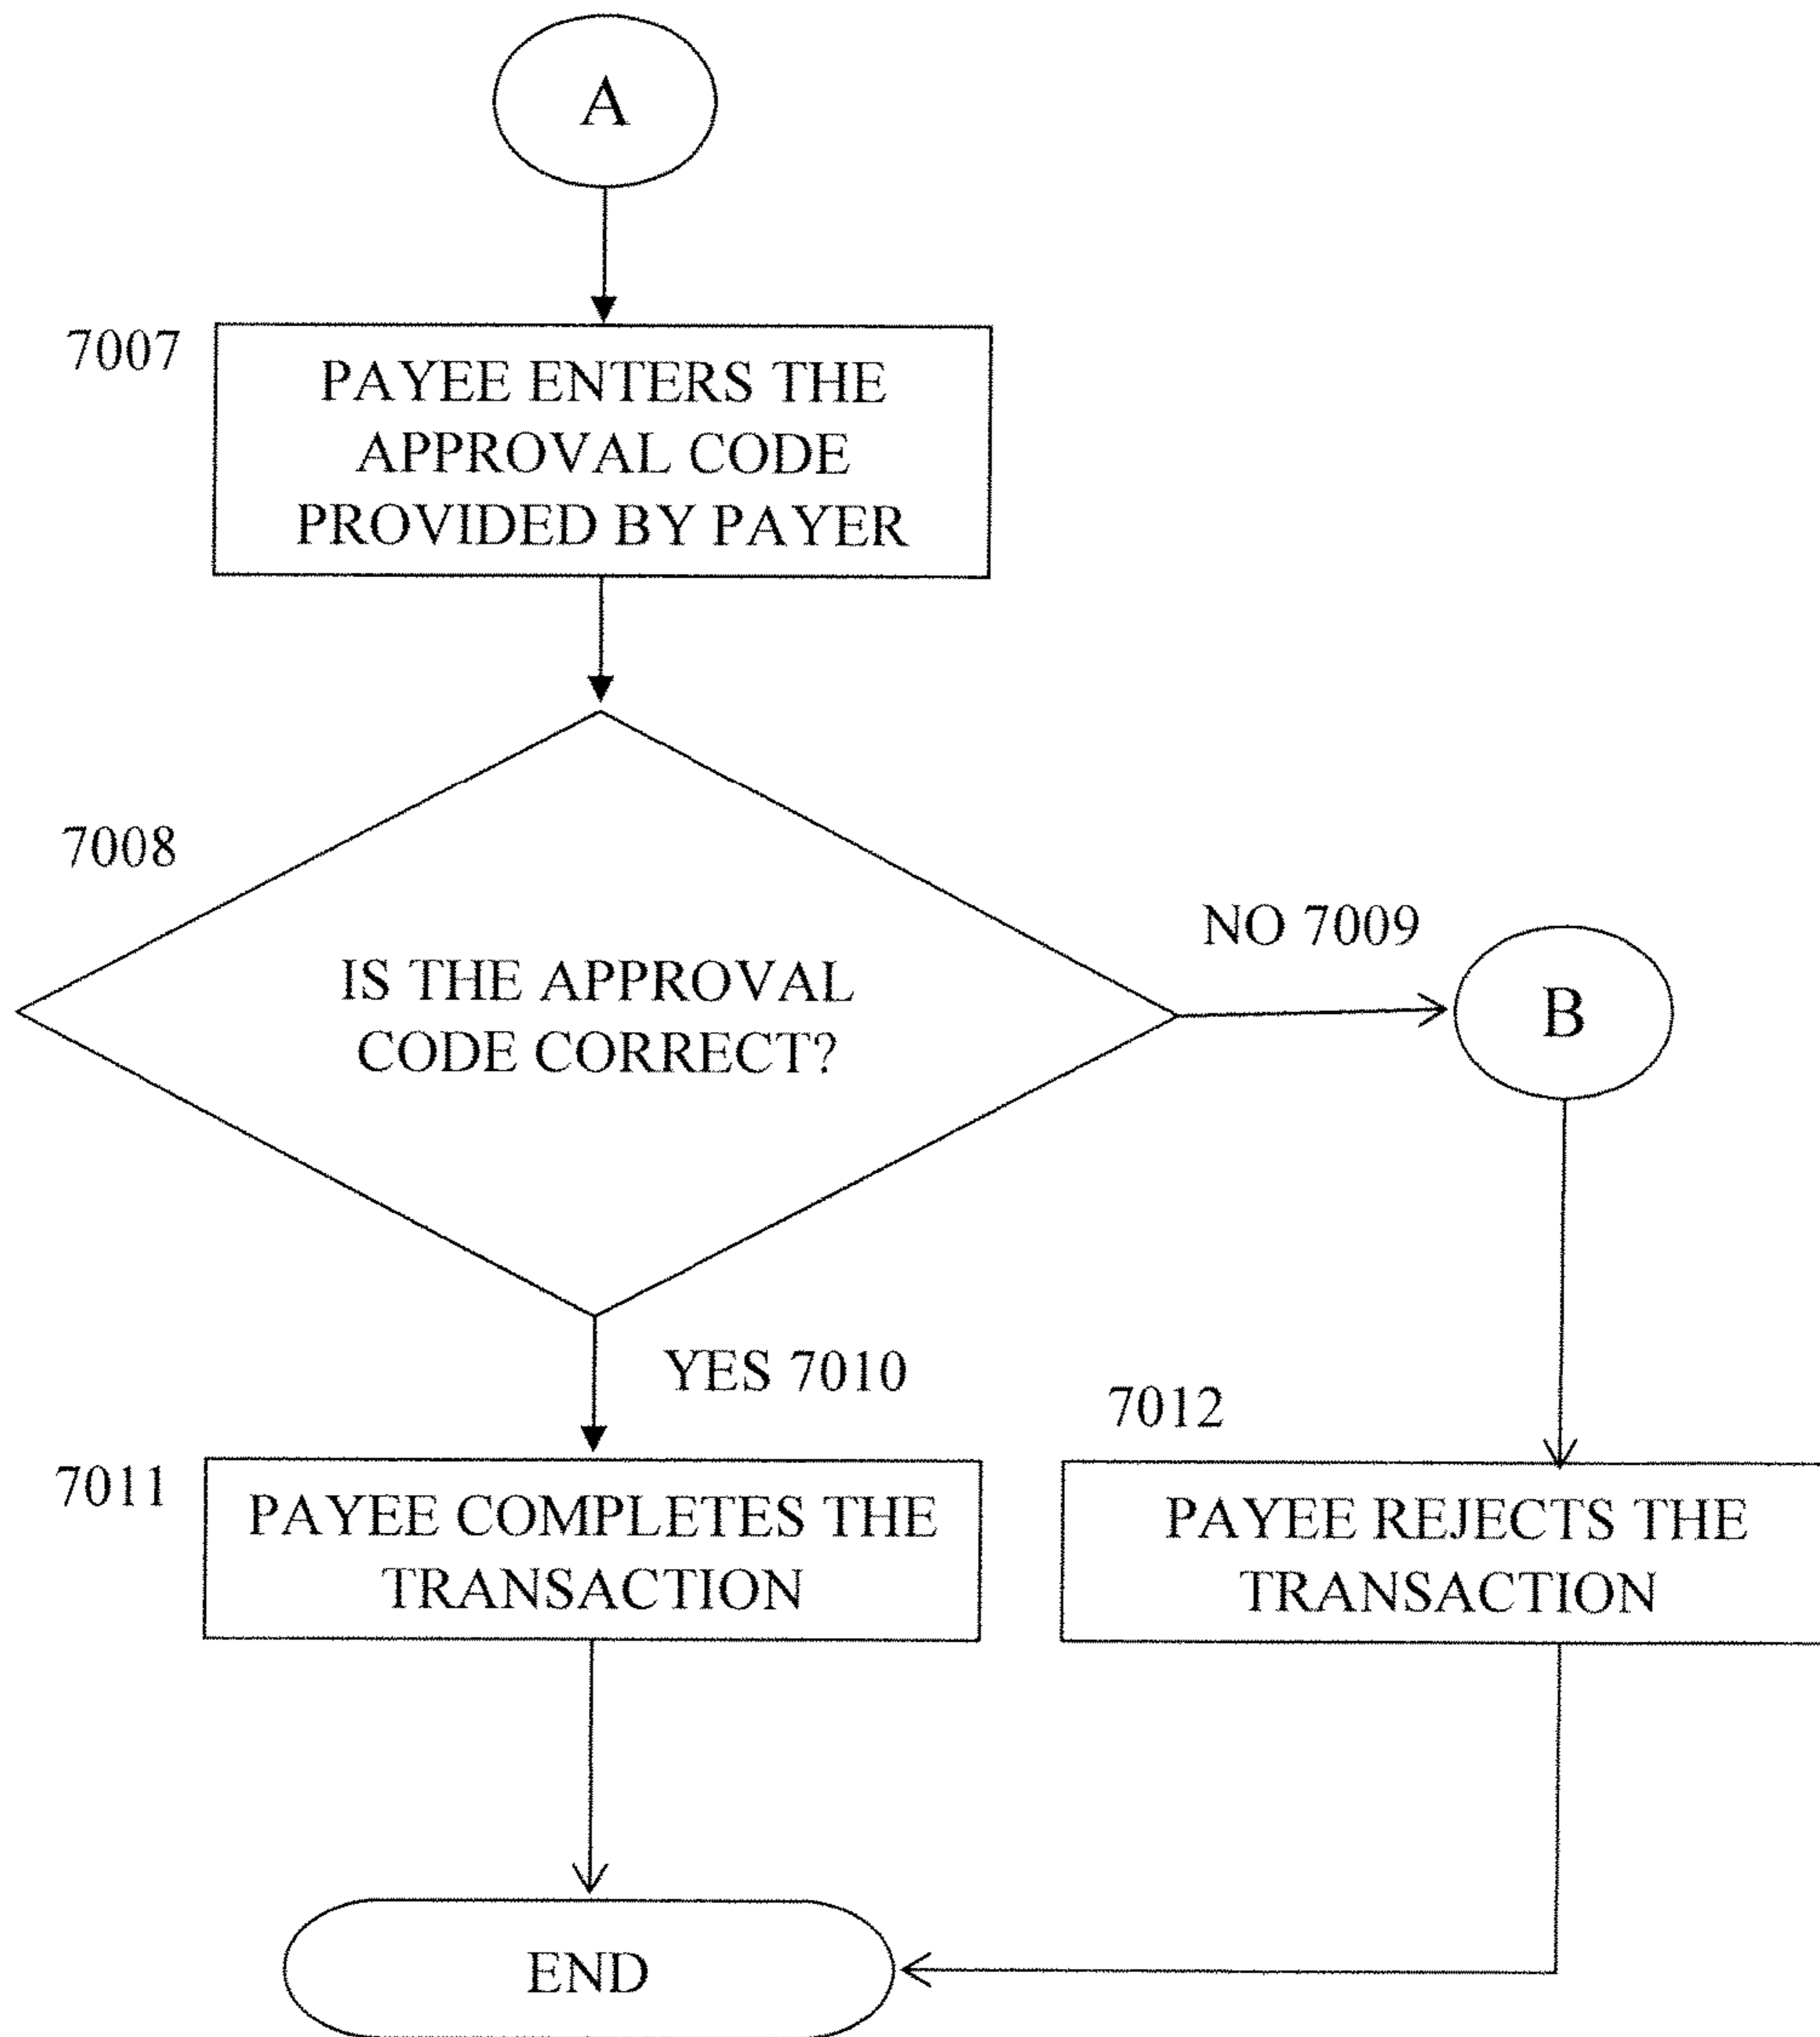 A
7007
PAYEE ENTERS THE
APPROVAL CODE
PROVIDED BY PAYER
7008
IS THE APPROVAL
CODE CORRECT?
NO 7009
B
YES 7010
7011
PAYEE COMPLETES THE
TRANSACTION
7012
PAYEE REJECTS THE
TRANSACTION
END